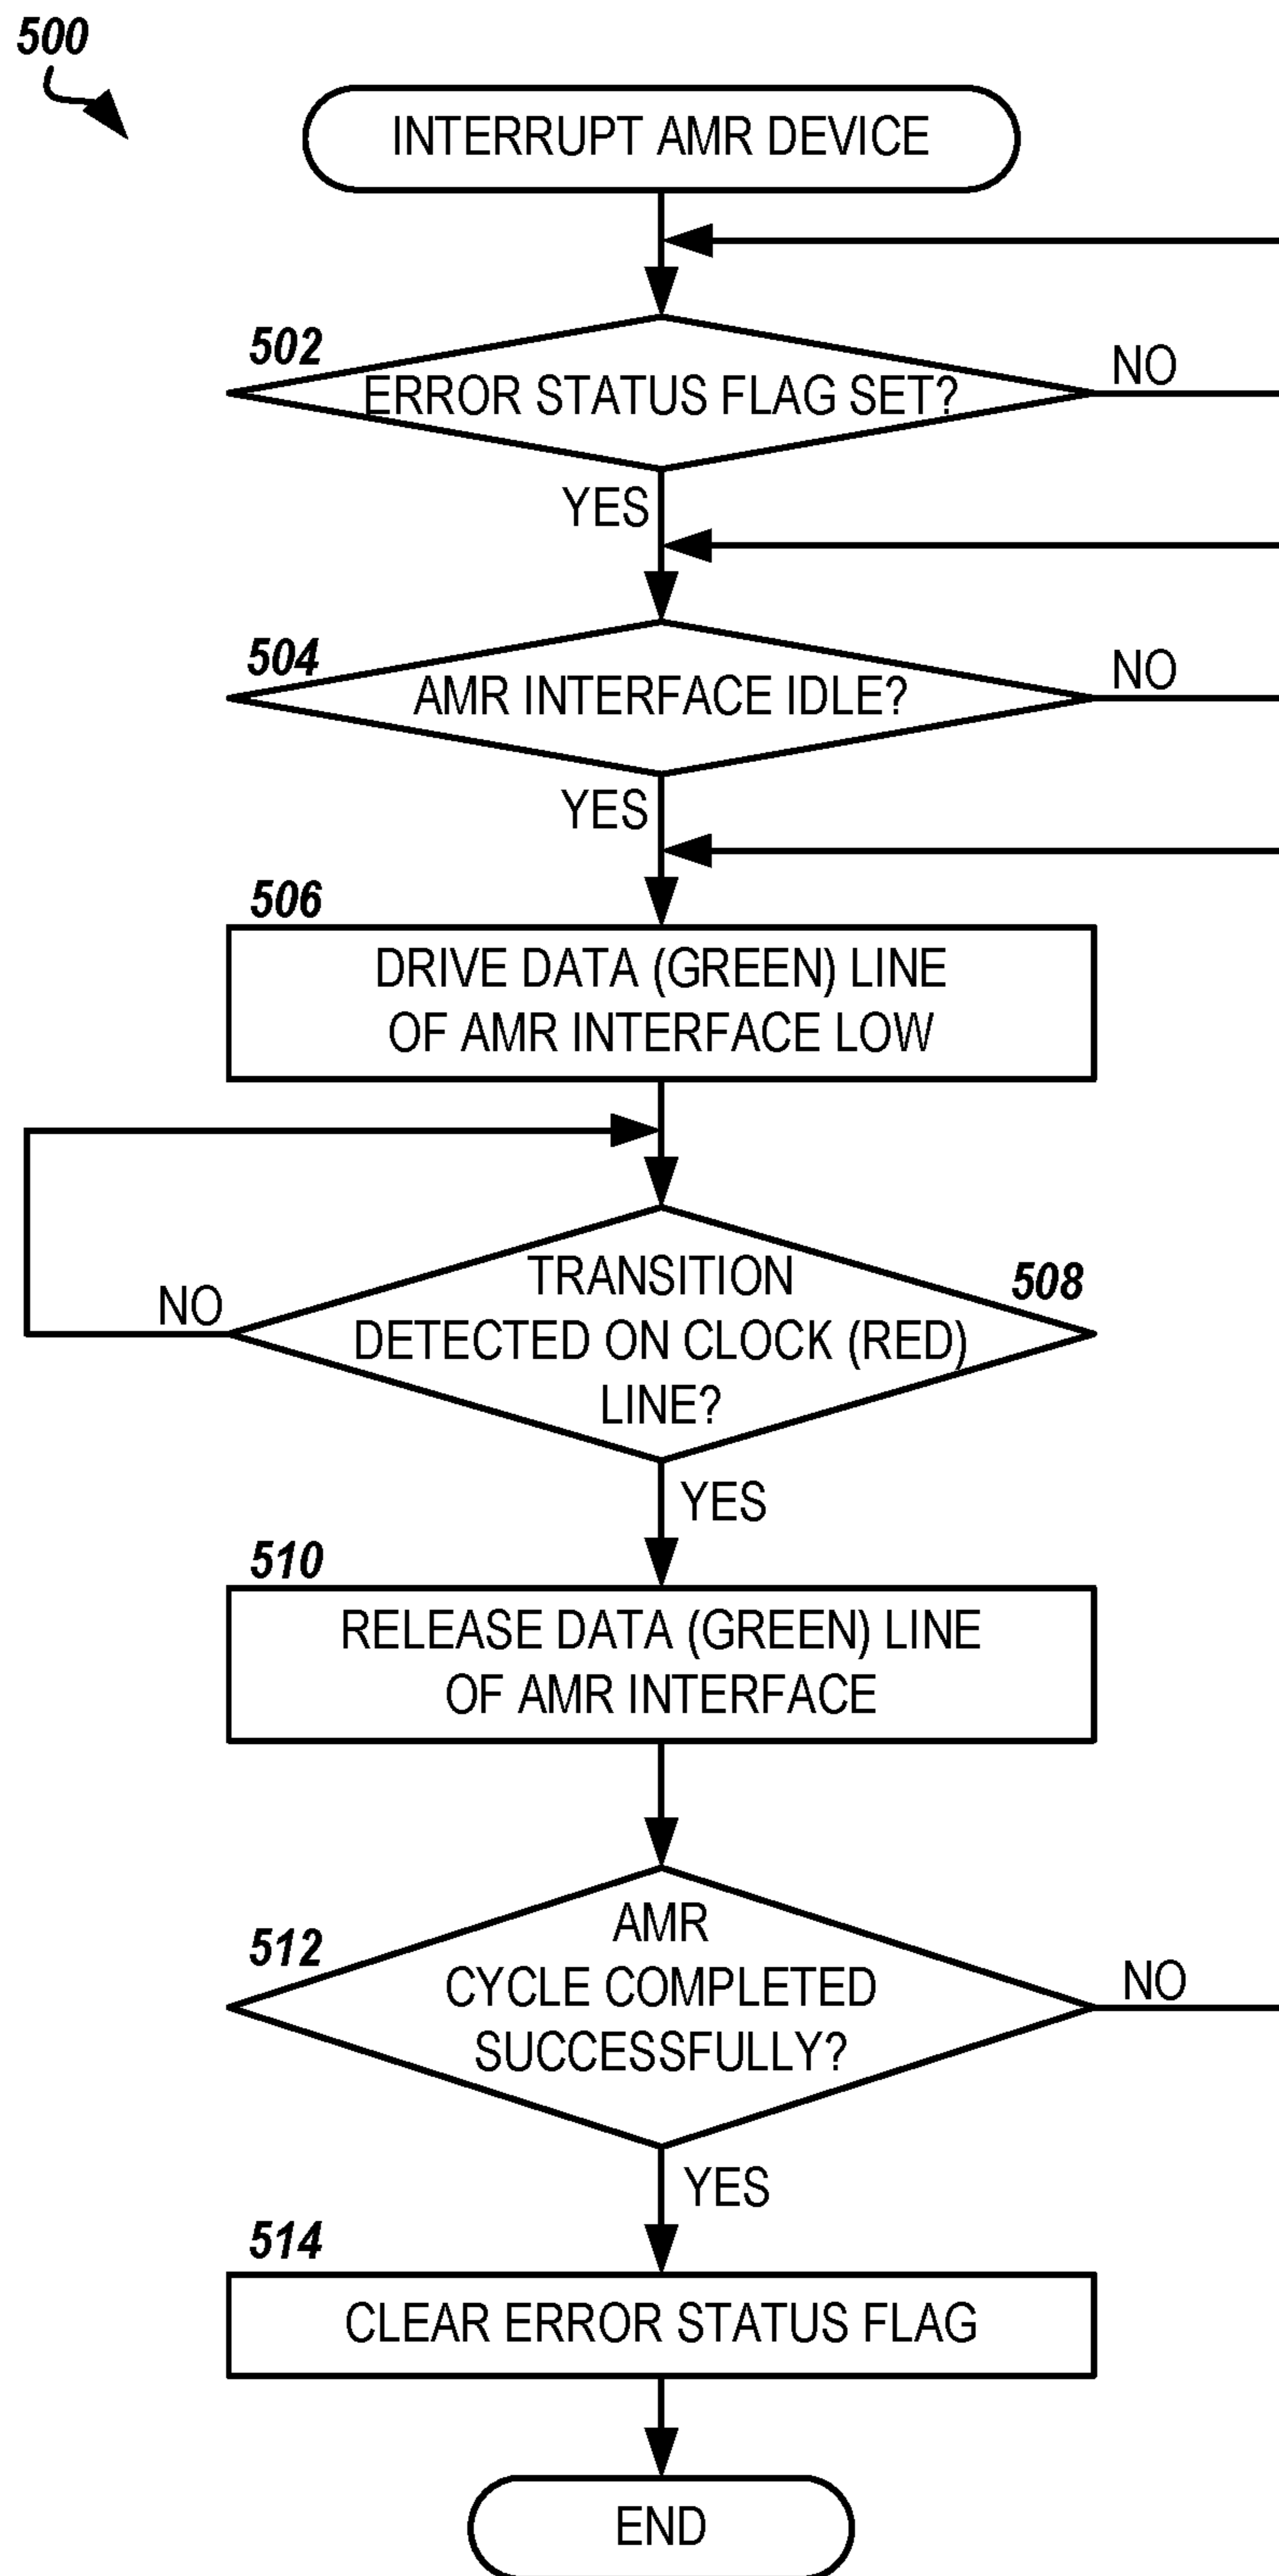 500
INTERRUPT AMR DEVICE
502
ERROR STATUS FLAG SET?
NO
YES
504
AMR INTERFACE IDLE?
NO
YES
506
DRIVE DATA (GREEN) LINE
OF AMR INTERFACE LOW
TRANSITION
DETECTED ON CLOCK (RED)
LINE?
508
NO
YES
510
RELEASE DATA (GREEN) LINE
OF AMR INTERFACE
512
AMR
CYCLE COMPLETED
SUCCESSFULLY?
NO
YES
514
CLEAR ERROR STATUS FLAG
END